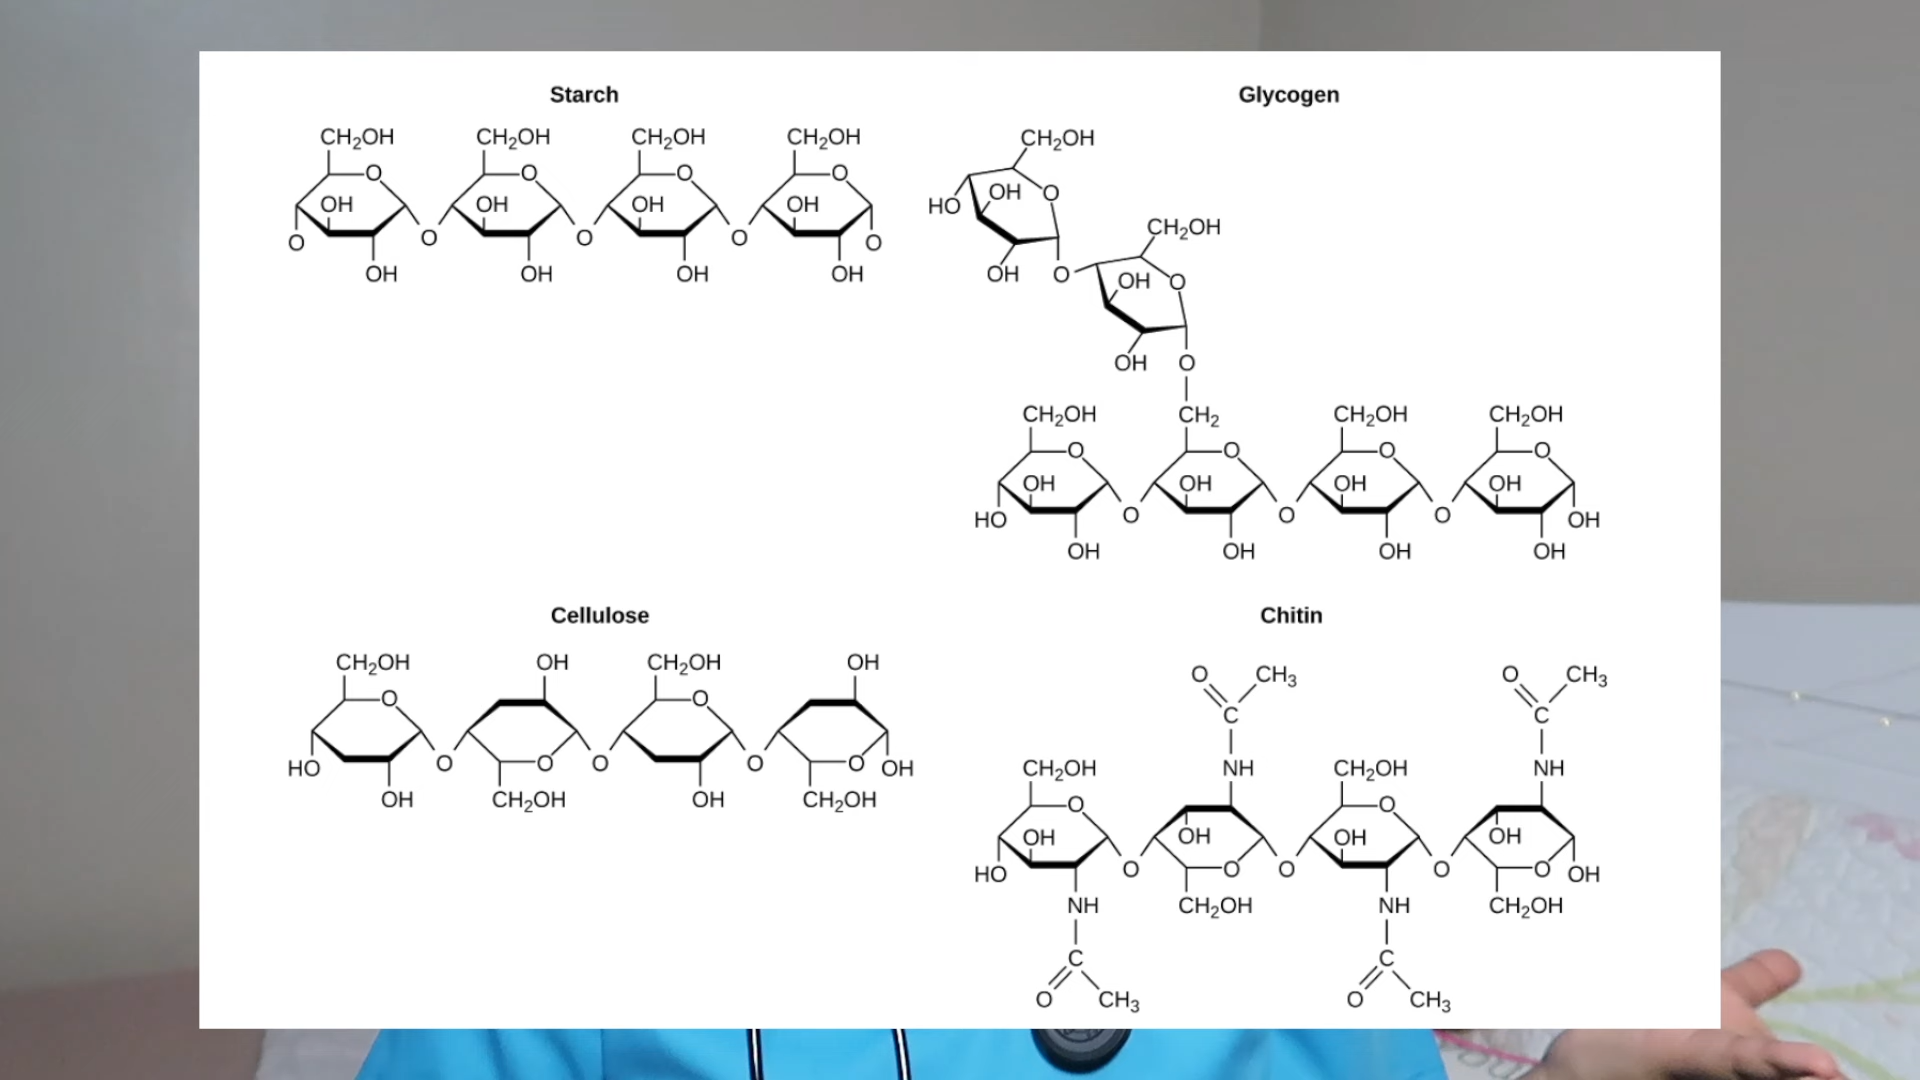 Starch
CH₂OH CH₂OH CH₂OH CH₂OH
O O O O
OH OH OH OH
O O O O O
OH OH OH OH
Glycogen
CH₂OH
HO OH O
CH₂OH
OH O OH O
OH O
CH₂OH CH₂ CH₂OH CH₂OH
O O O O
OH OH OH OH
HO O O O OH
OH OH OH OH
Cellulose
CH₂OH OH CH₂OH OH
O O
HO O O O O O OH
OH CH₂OH OH CH₂OH
Chitin
O CH₃ O CH₃
C C
CH₂OH NH CH₂OH NH
O O
OH OH OH OH
HO O O O O O OH
NH CH₂OH NH CH₂OH
C C
O CH₃ O CH₃